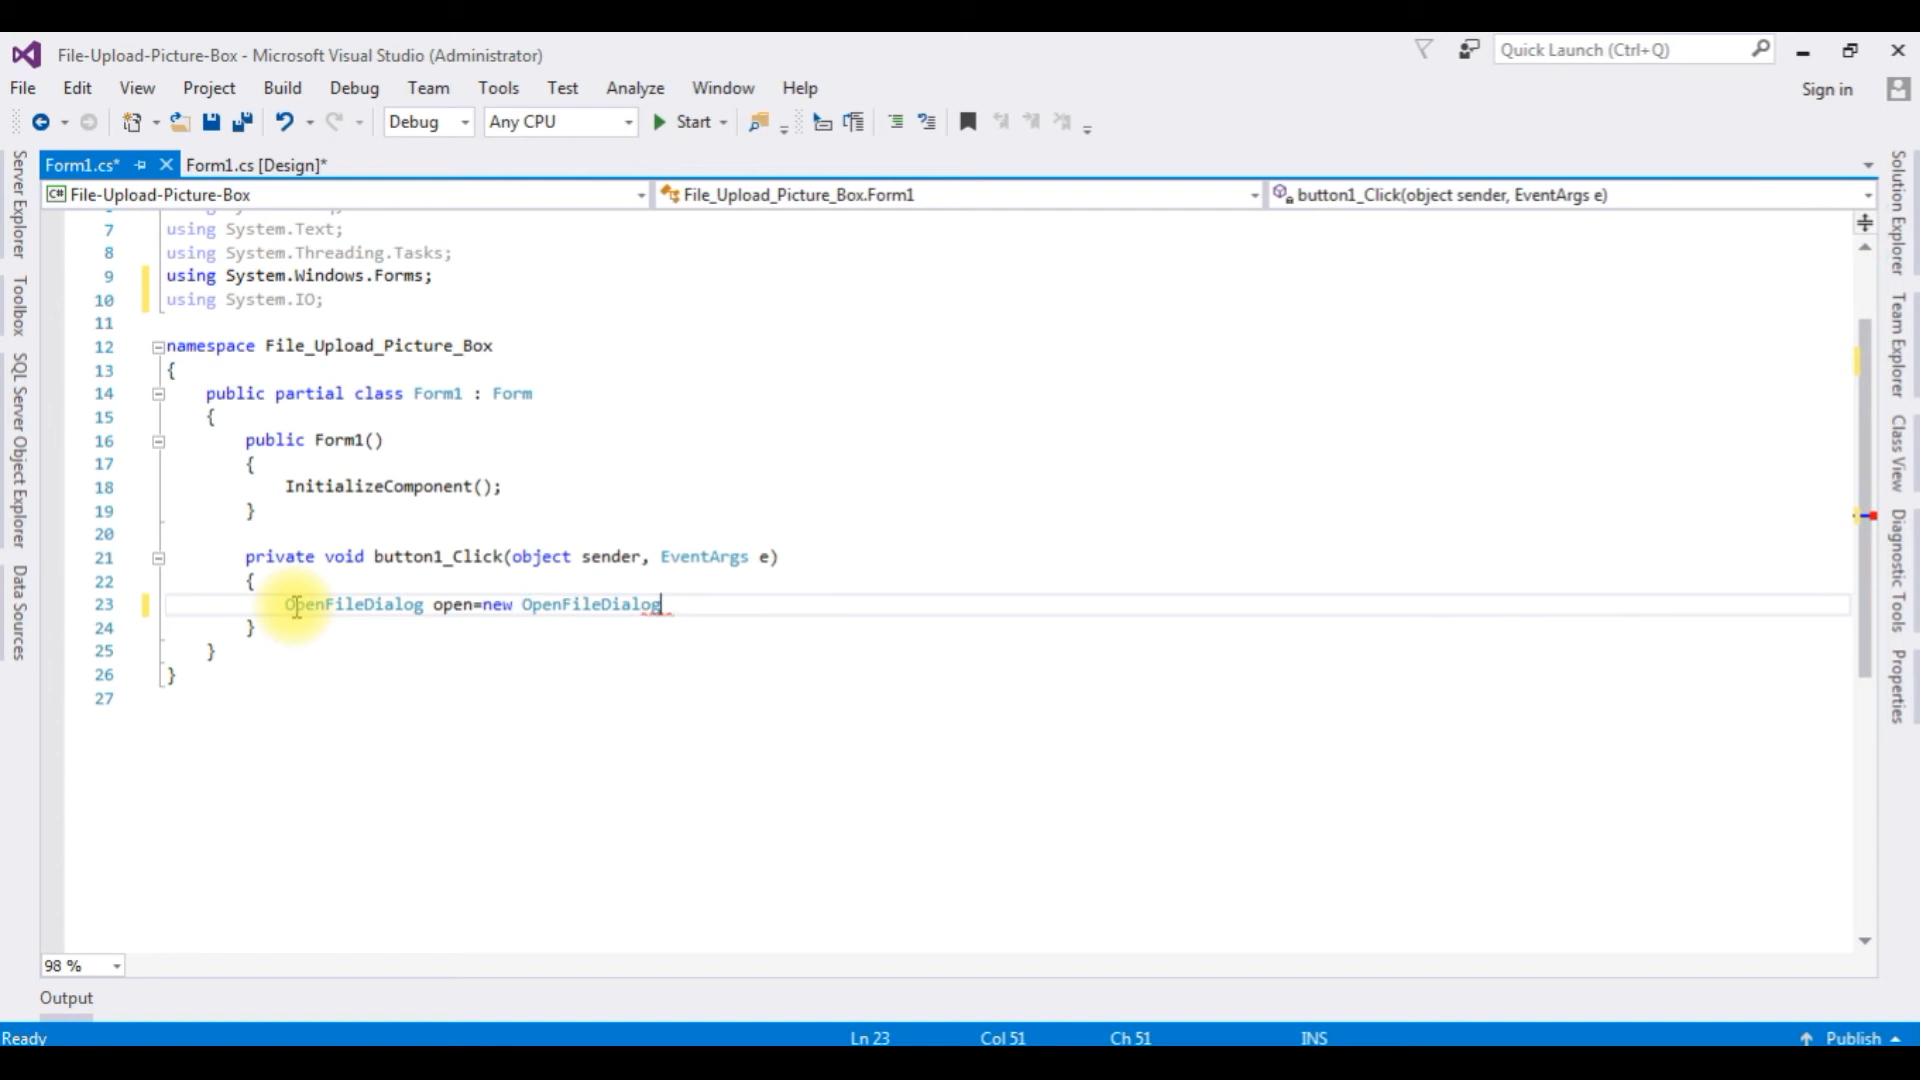 File-Upload-Picture-Box - Microsoft Visual Studio (Administrator)
Quick Launch (Ctrl+Q)
File Edit View Project Build Debug Team Tools Test Analyze Window Help
Sign in
Debug Any CPU Start
Form1.cs* Form1.cs [Design]*
C# File-Upload-Picture-Box File_Upload_Picture_Box.Form1 button1_Click(object sender, EventArgs e)
7 using System.Text;
8 using System.Threading.Tasks;
9 using System.Windows.Forms;
10 using System.IO;
11
12 namespace File_Upload_Picture_Box
13 {
14 public partial class Form1 : Form
15 {
16 public Form1()
17 {
18 InitializeComponent();
19 }
20
21 private void button1_Click(object sender, EventArgs e)
22 {
23 OpenFileDialog open=new OpenFileDialog
24 }
25 }
26 }
27
98 %
Output
Ready Ln 23 Col 51 Ch 51 INS Publish
Server Explorer
Toolbox
SQL Server Object Explorer
Data Sources
Solution Explorer
Team Explorer
Class View
Diagnostic Tools
Properties